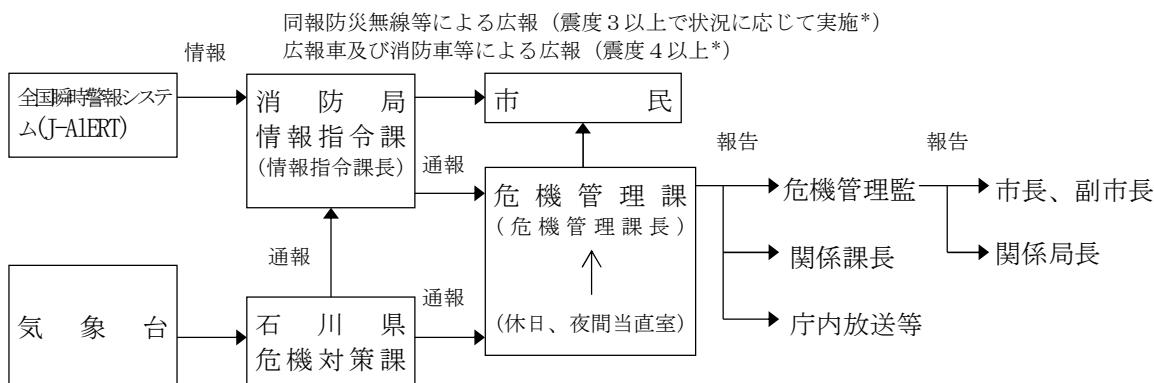 同報防災無線等による広報（震度３以上で状況に応じて実施*）
広報車及び消防車等による広報（震度４以上*）
情報
全国瞬時警報システ
ム(J-AlERT)
消防局
情報指令課
(情報指令課長)
市民
通報
報告
報告
危機管理課
(危機管理課長)
危機管理監
市長、副市長
通報
関係課長
関係局長
気象台
石川県
危機対策課
通報
(休日、夜間当直室)
庁内放送等